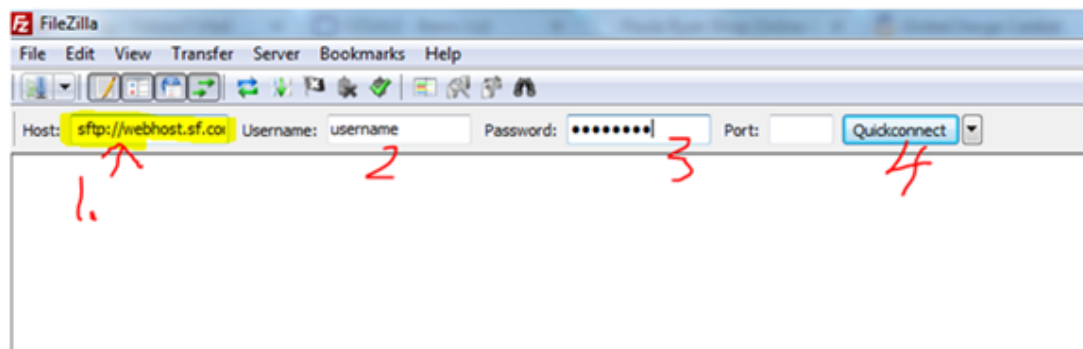 FileZilla
File Edit View Transfer Server Bookmarks Help
Host: sftp://webhost.sf.co Username: username Password: •••••••• Port: Quickconnect
1. 2 3 4